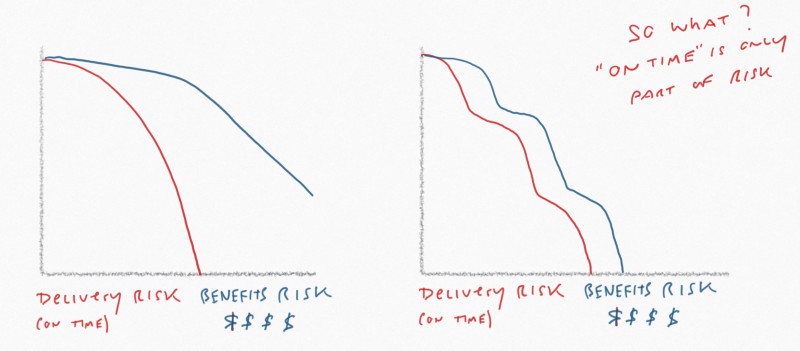 SO WHAT?
"ON TIME" IS ONLY
PART OF RISK
DELIVERY RISK
(ON TIME)
BENEFITS RISK
$$$$
DELIVERY RISK
(ON TIME)
BENEFITS RISK
$$$$